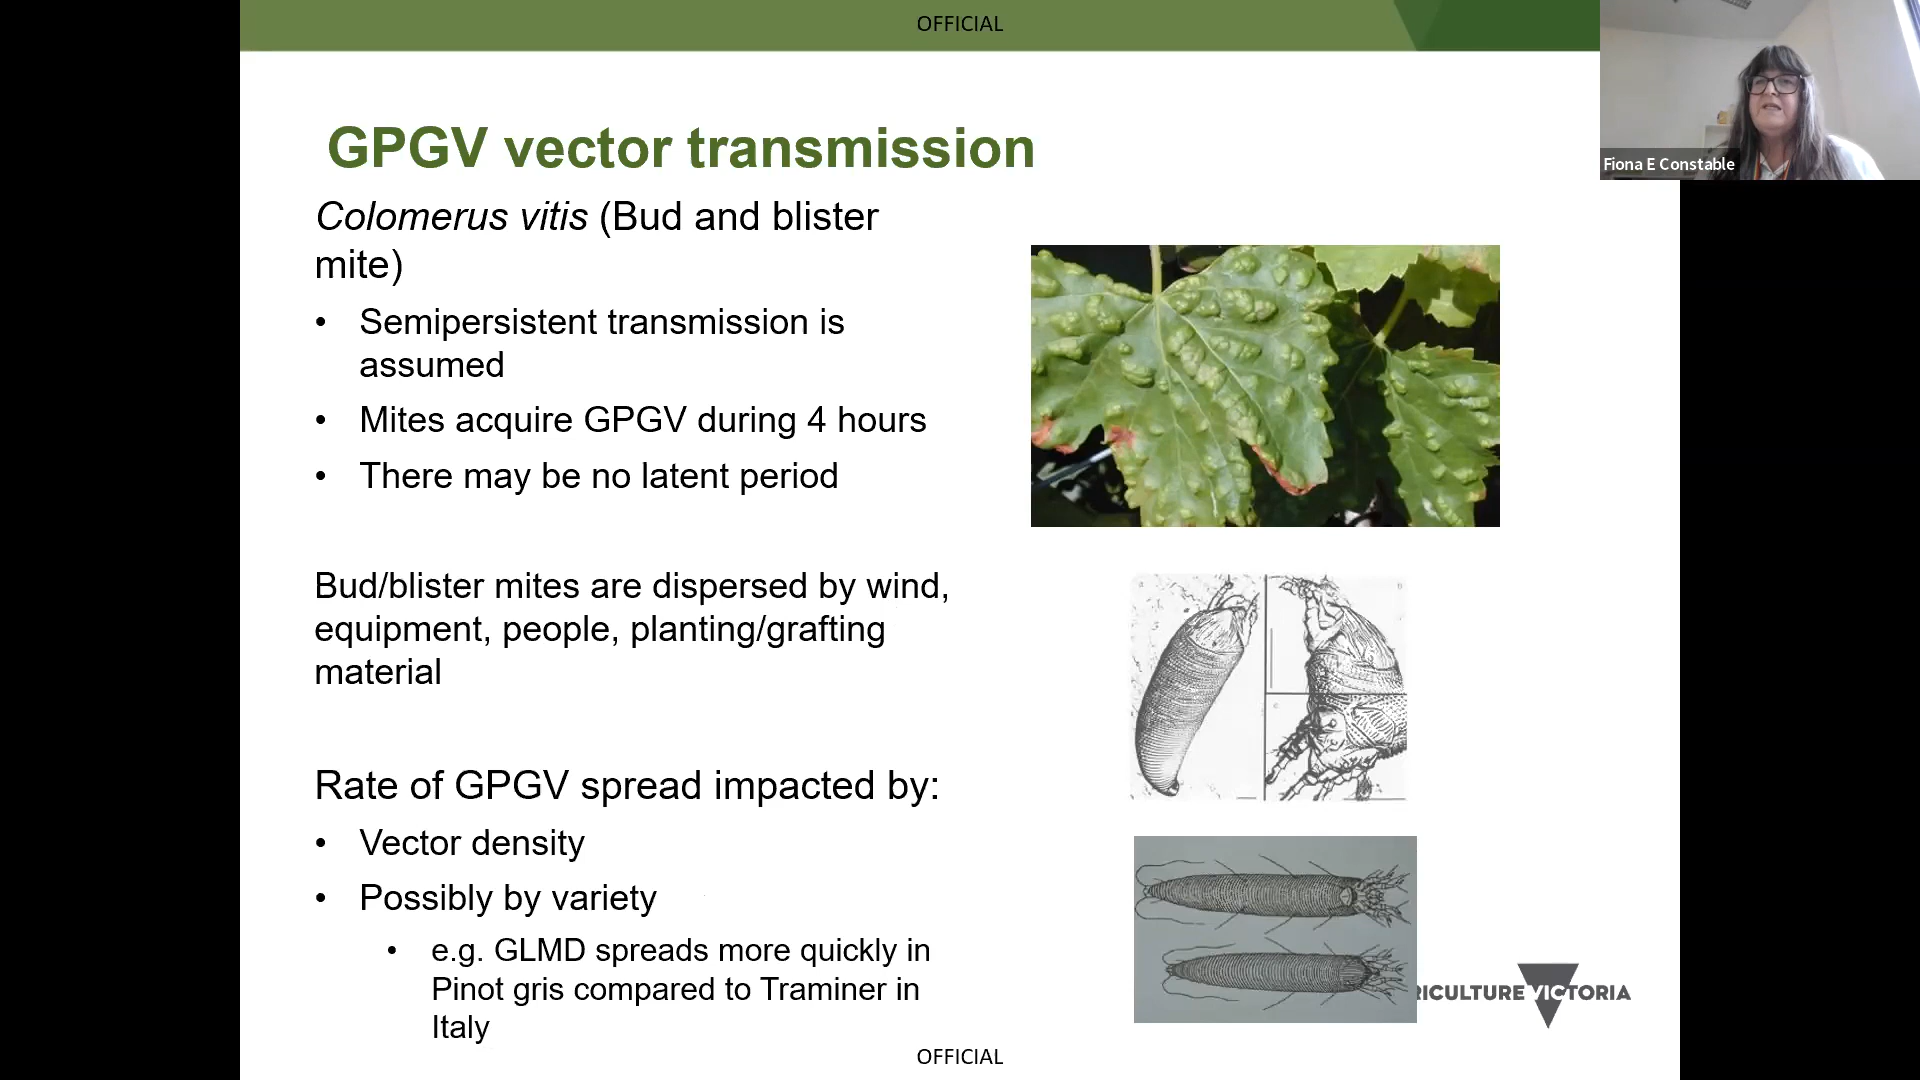 OFFICIAL
Fiona E Constable
GPGV vector transmission
Colomerus vitis (Bud and blister
mite)
• Semipersistent transmission is
assumed
• Mites acquire GPGV during 4 hours
• There may be no latent period
Bud/blister mites are dispersed by wind,
equipment, people, planting/grafting
material
Rate of GPGV spread impacted by:
• Vector density
• Possibly by variety
• e.g. GLMD spreads more quickly in
Pinot gris compared to Traminer in
Italy
RICULTURE VICTORIA
OFFICIAL